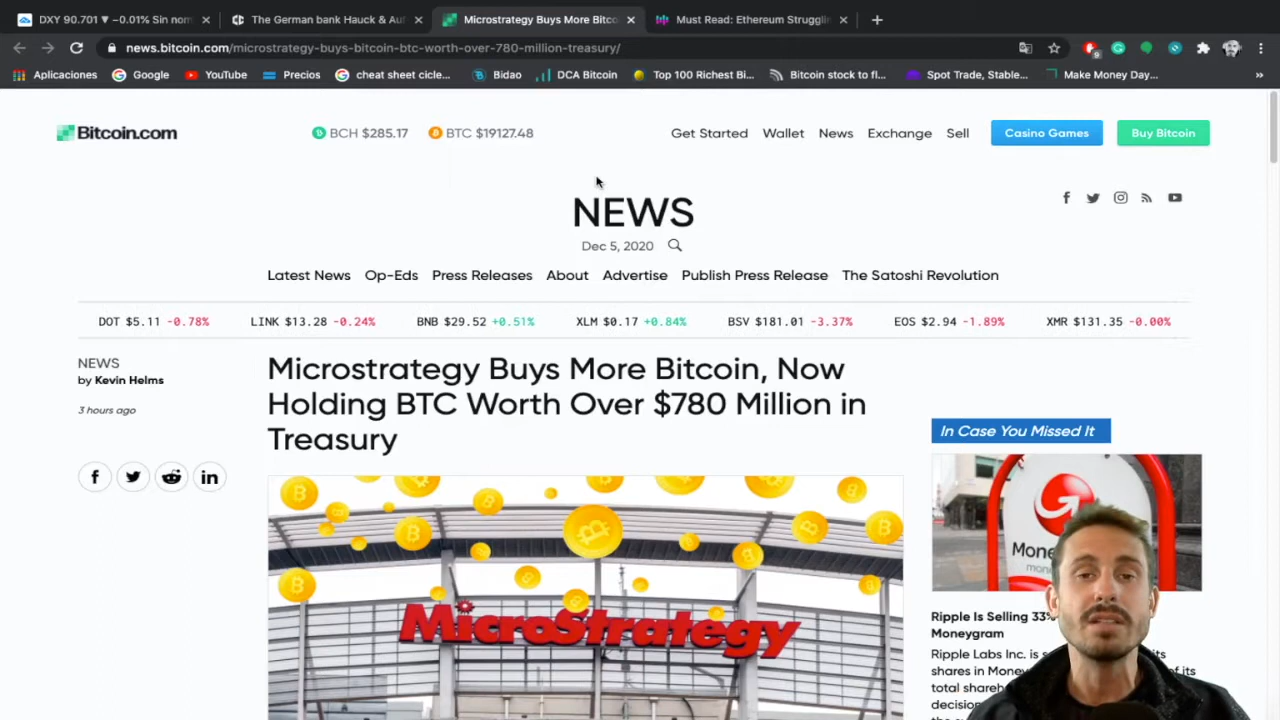 DXY 90.701 ▼ −0.01% Sin nom
The German bank Hauck & Auf
Microstrategy Buys More Bitco
Must Read: Ethereum Strugglin
news.bitcoin.com/microstrategy-buys-bitcoin-btc-worth-over-780-million-treasury/
9
Aplicaciones
Google
YouTube
Precios
cheat sheet cicle...
Bidao
DCA Bitcoin
Top 100 Richest Bi...
Bitcoin stock to fl...
Spot Trade, Stable...
Make Money Day...
»
Bitcoin.com
BCH $285.17
BTC $19127.48
Get Started
Wallet
News
Exchange
Sell
Casino Games
Buy Bitcoin
NEWS
Dec 5, 2020
Latest News
Op-Eds
Press Releases
About
Advertise
Publish Press Release
The Satoshi Revolution
DOT $5.11 -0.78%
LINK $13.28 -0.24%
BNB $29.52 +0.51%
XLM $0.17 +0.84%
BSV $181.01 -3.37%
EOS $2.94 -1.89%
XMR $131.35 -0.00%
NEWS
by Kevin Helms
3 hours ago
Microstrategy Buys More Bitcoin, Now
Holding BTC Worth Over $780 Million in
Treasury
MicroStrategy
In Case You Missed It
Mone
Ripple Is Selling 33%
Moneygram
Ripple Labs Inc. is s its
shares in Mone of its
total shareh
decision